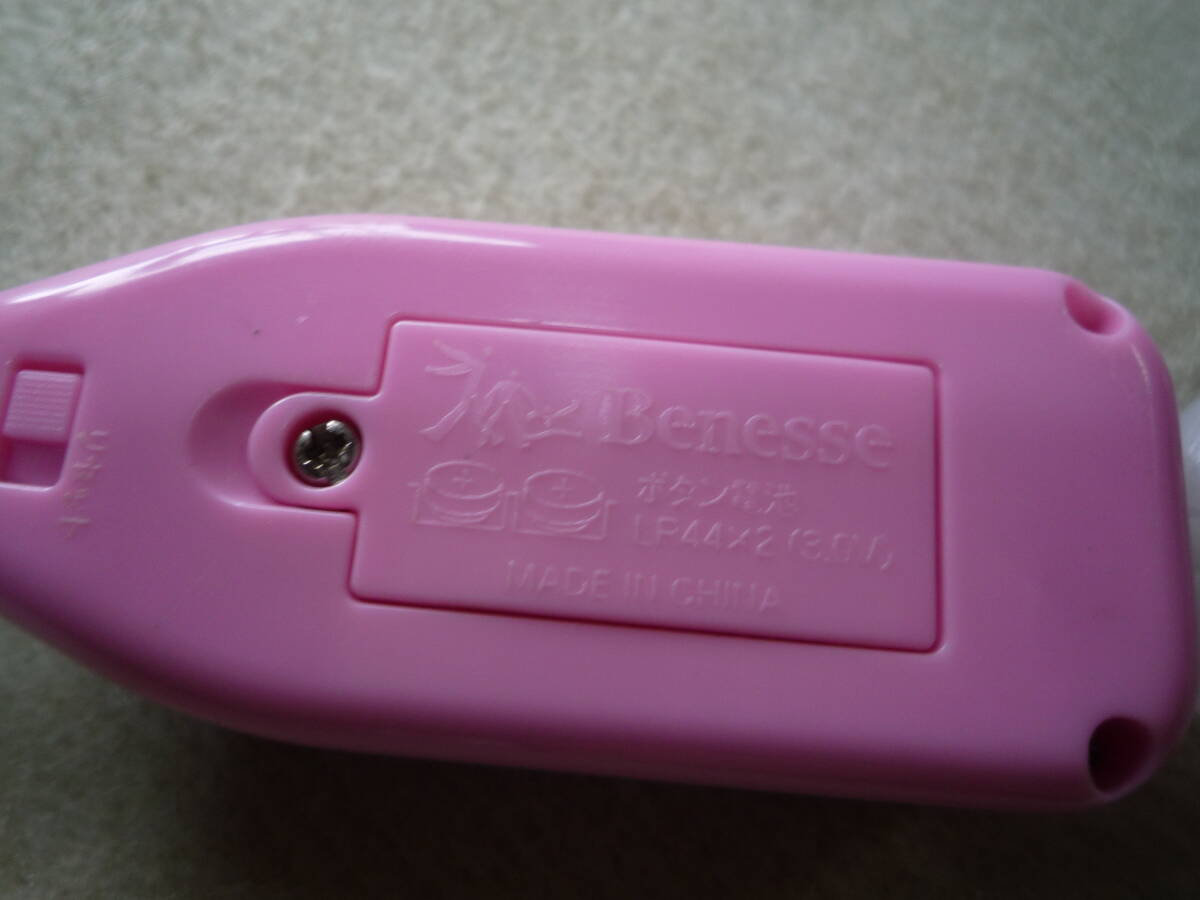 Benesse
ボタン電池
LR44×2 (3.0V)
MADE IN CHINA